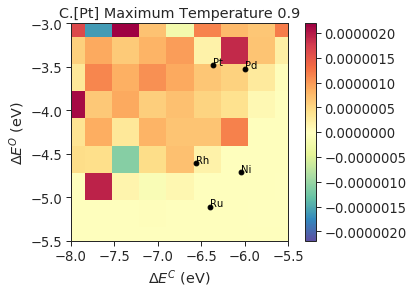 C.[Pt] Maximum Temperature 0.9
−3.0
−3.5
−4.0
−4.5
−5.0
−5.5
ΔE^O (eV)
Pt
Pd
Rh
Ni
Ru
−8.0 −7.5 −7.0 −6.5 −6.0 −5.5
ΔE^C (eV)
0.0000020
0.0000015
0.0000010
0.0000005
0.0000000
−0.0000005
−0.0000010
−0.0000015
−0.0000020